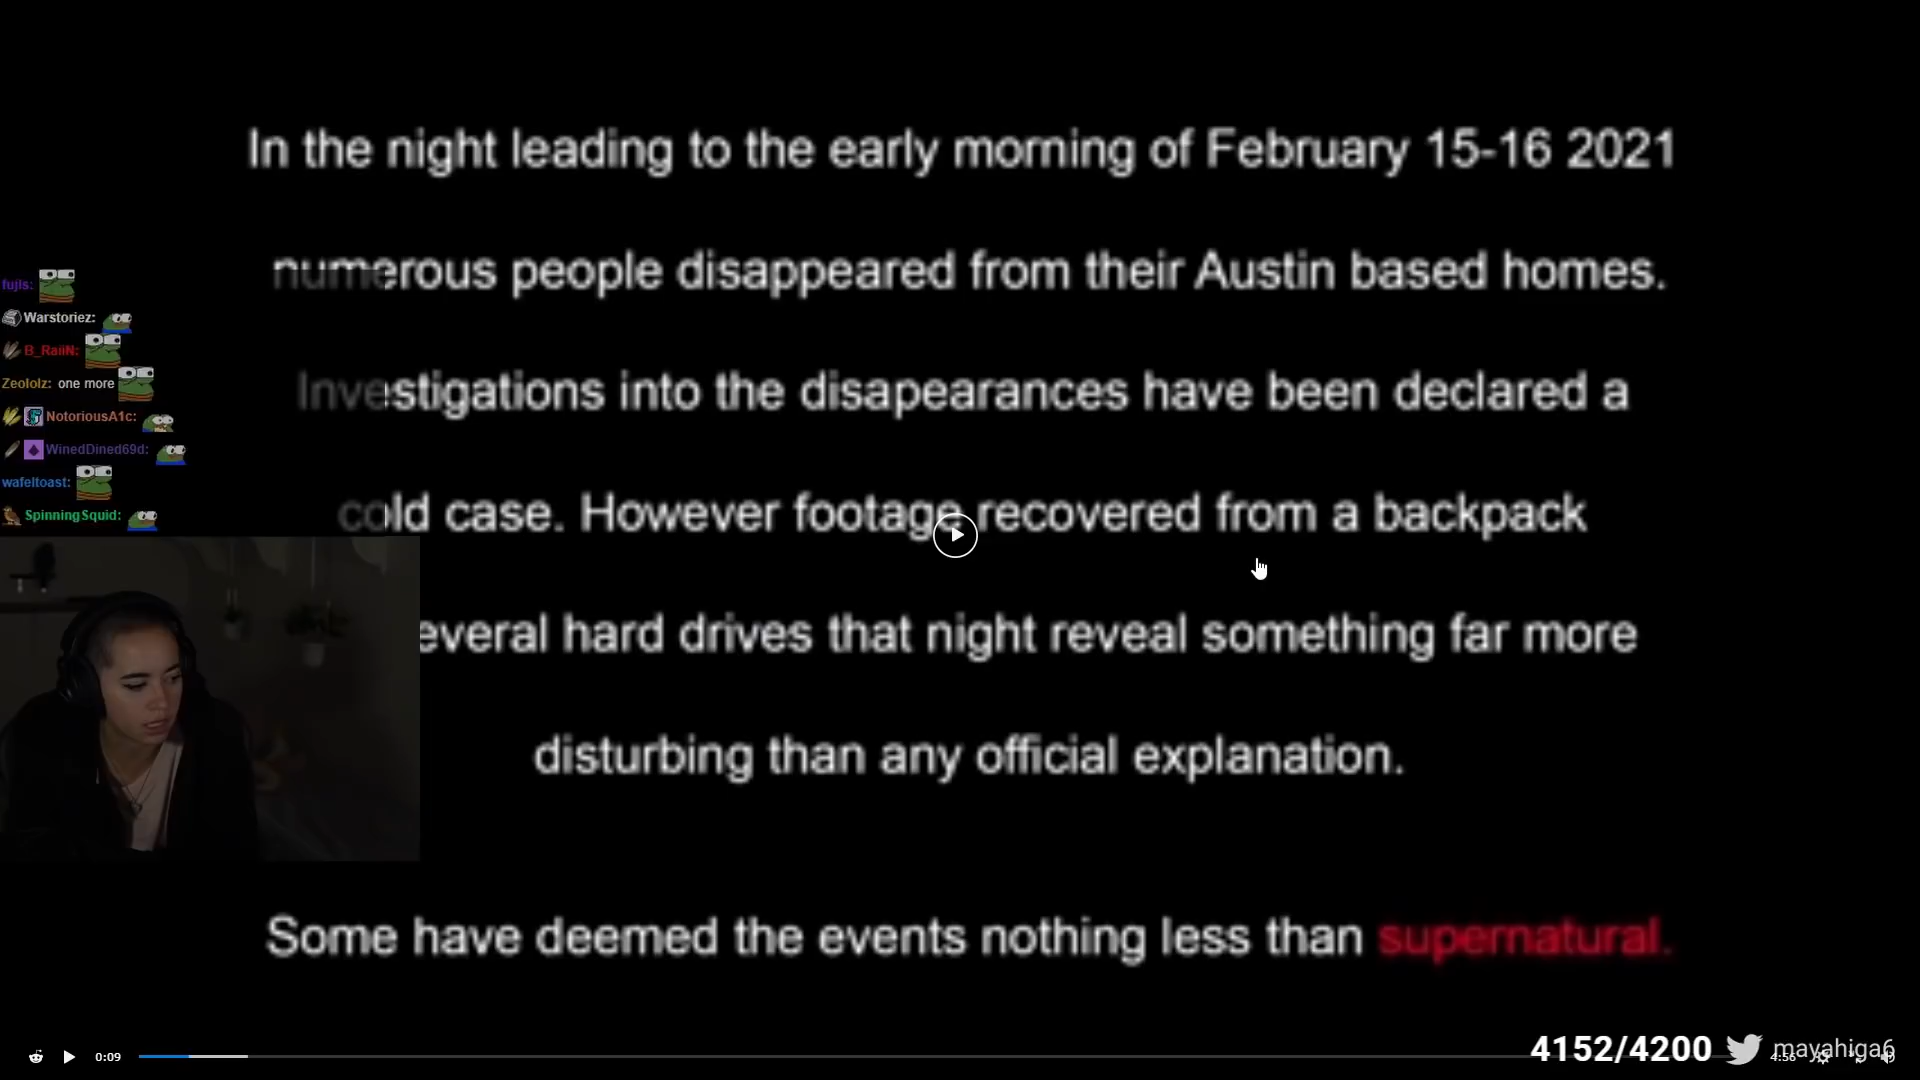 In the night leading to the early morning of February 15-16 2021
numerous people disappeared from their Austin based homes.
Investigations into the disapearances have been declared a
cold case. However footage recovered from a backpack
everal hard drives that night reveal something far more
disturbing than any official explanation.
Some have deemed the events nothing less than supernatural.
fujis:
Warstoriez:
B_RaiiN:
Zeololz: one more
NotoriousA1c:
WinedDined69d:
wafeltoast:
SpinningSquid:
0:09
4152/4200 mayahiga6
4:56